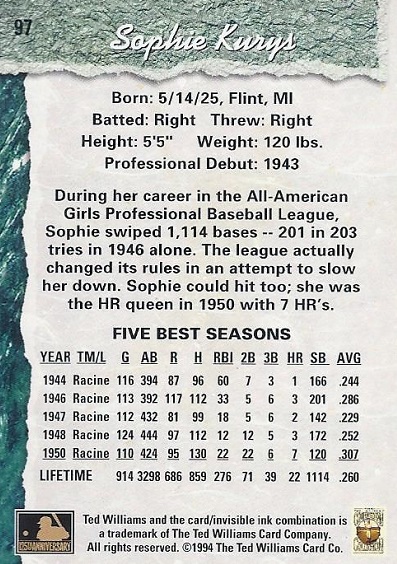 97
Sophie Kurys
Born: 5/14/25, Flint, MI
Batted: Right Threw: Right
Height: 5'5" Weight: 120 lbs.
Professional Debut: 1943
During her career in the All-American
Girls Professional Baseball League,
Sophie swiped 1,114 bases -- 201 in 203
tries in 1946 alone. The league actually
changed its rules in an attempt to slow
her down. Sophie could hit too; she was
the HR queen in 1950 with 7 HR's.
FIVE BEST SEASONS
YEAR TM/L G AB R H RBI 2B 3B HR SB AVG
1944 Racine 116 394 87 96 60 7 3 1 166 .244
1946 Racine 113 392 117 112 33 5 6 3 201 .286
1947 Racine 112 432 81 99 18 5 6 2 142 .229
1948 Racine 124 444 97 112 12 12 5 3 172 .252
1950 Racine 110 424 95 130 22 22 6 7 120 .307
LIFETIME 914 3298 686 859 276 71 39 22 1114 .260
125th ANNIVERSARY
Ted Williams and the card/invisible ink combination is
a trademark of The Ted Williams Card Company.
All rights reserved. ©1994 The Ted Williams Card Co.